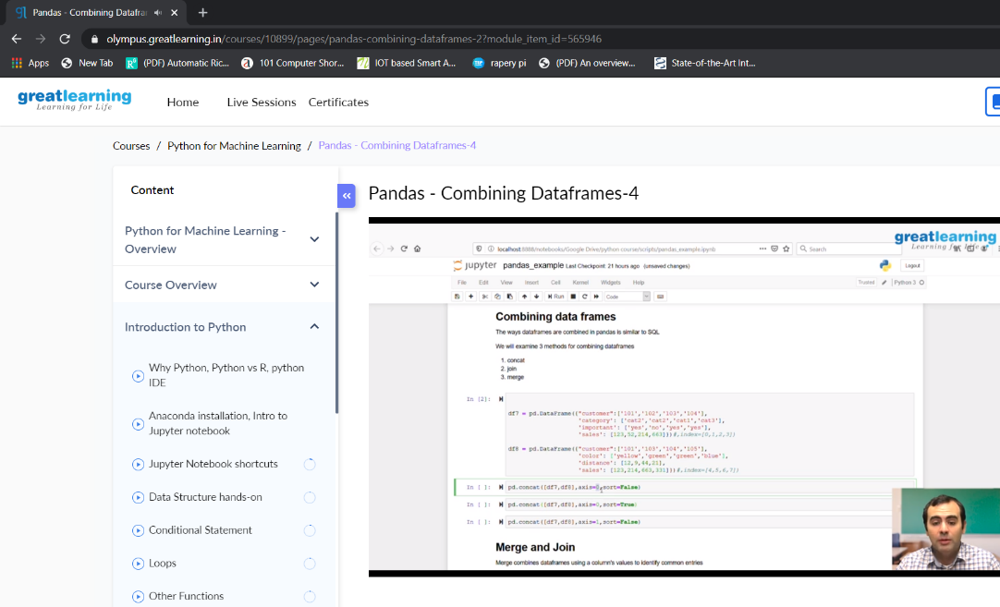 Pandas - Combining Datafrar
olympus.greatlearning.in/courses/10899/pages/pandas-combining-dataframes-2?module_item_id=565946
Apps New Tab (PDF) Automatic Ric... 101 Computer Shor... IOT based Smart A... rapery pi (PDF) An overview... State-of-the-Art Int...
greatlearning
Learning for Life
Home Live Sessions Certificates
Courses / Python for Machine Learning / Pandas - Combining Dataframes-4
Content
Python for Machine Learning -
Overview
Course Overview
Introduction to Python
Why Python, Python vs R, python
IDE
Anaconda installation, Intro to
Jupyter notebook
Jupyter Notebook shortcuts
Data Structure hands-on
Conditional Statement
Loops
Other Functions
Pandas - Combining Dataframes-4
greatlearning
Learning for Life
localhost:8888/notebooks/Google Drive/python course/scripts/pandas_example.ipynb
Search
jupyter pandas_example Last Checkpoint: 21 hours ago (unsaved changes)
Logout
File Edit View Insert Cell Kernel Widgets Help
Trusted Python 3
Run Code
Combining data frames
The ways dataframes are combined in pandas is similar to SQL
We will examine 3 methods for combining dataframes
1. concat
2. join
3. merge
In [2]:
df7 = pd.DataFrame({"customer":['101','102','103','104'],
'category': ['cat2','cat2','cat1','cat3'],
'important': ['yes','no','yes','yes'],
'sales': [123,52,214,663]})#,index=[0,1,2,3])
df8 = pd.DataFrame({"customer":['101','103','104','105'],
'color': ['yellow','green','green','blue'],
'distance': [12,9,44,21],
'sales': [123,214,663,331]})#,index=[4,5,6,7])
In [ ]: pd.concat([df7,df8],axis=0,sort=False)
In [ ]: pd.concat([df7,df8],axis=0,sort=True)
In [ ]: pd.concat([df7,df8],axis=1,sort=False)
Merge and Join
Merge combines dataframes using a column's values to identify common entries